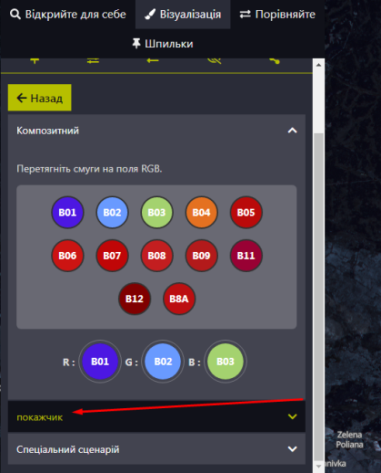 Відкрийте для себе Візуалізація Порівняйте
Шпильки
Назад
Композитний
Перетягніть смуги на поля RGB.
B01 B02 B03 B04 B05
B06 B07 B08 B09 B11
B12 B8A
R: B01 G: B02 B: B03
покажчик
Спеціальний сценарій
Zelena
Poliana
nivka